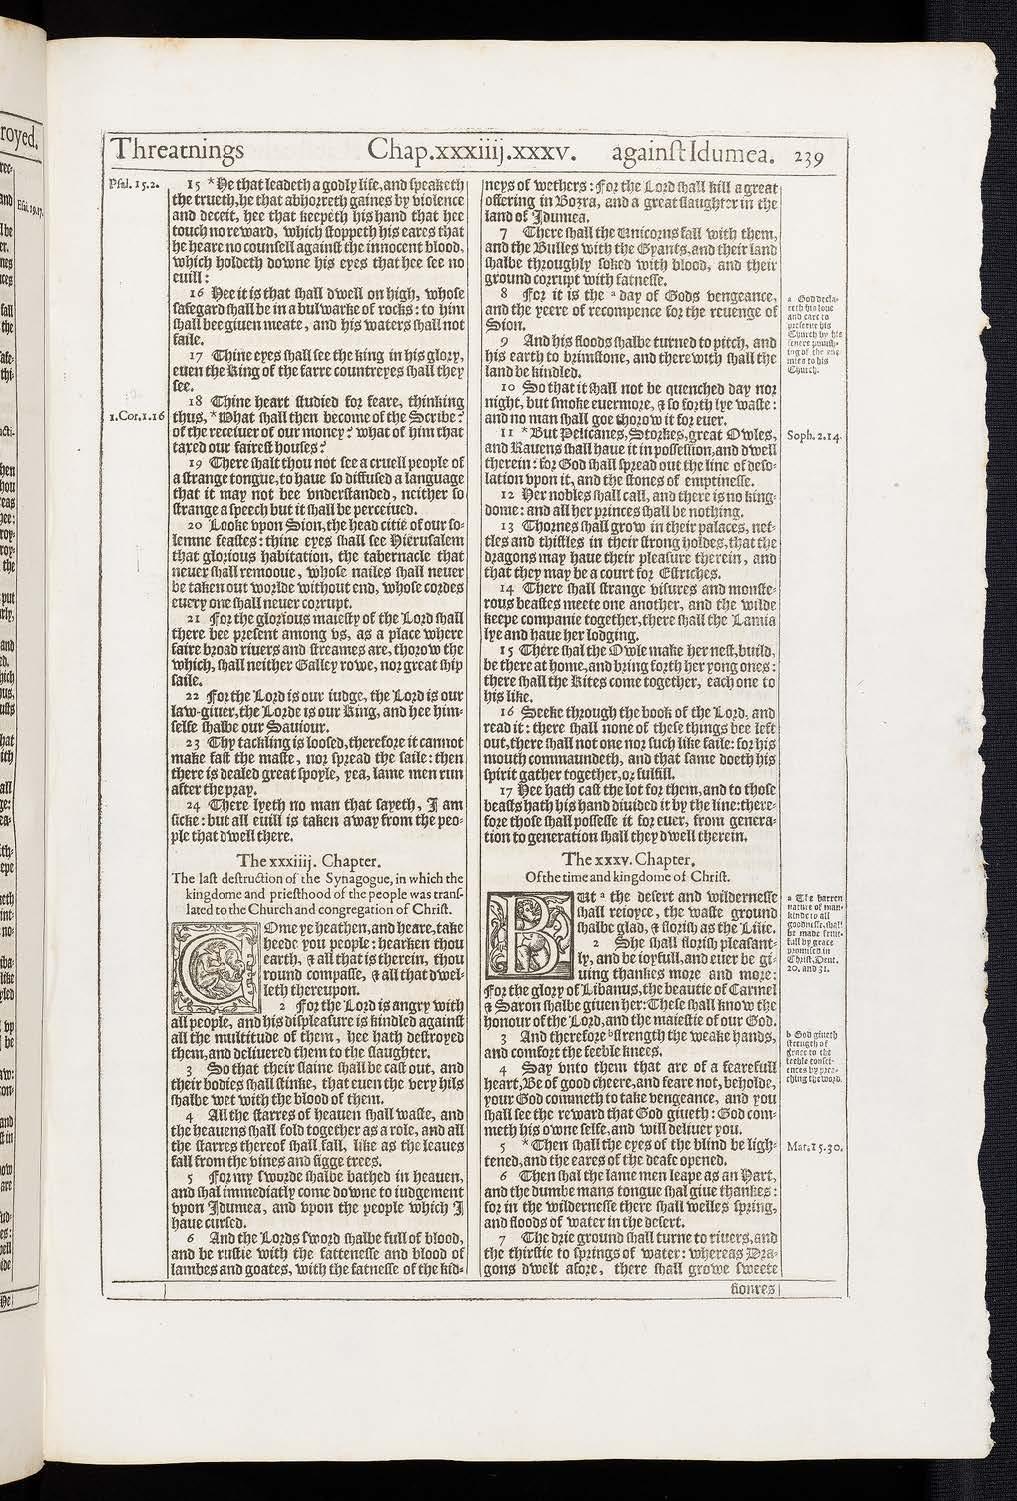 royed.
Threatnings Chap.xxxiiij.xxxv. againſt Idumea. 239
Pſal. 15.2.
15 *He that leadeth a godly life, and ſpeaketh
the trueth, he that abhorreth gaines by violence
and deceit, hee that keepeth his hand that hee
touch no reward, which ſtoppeth his eares that
he heare no counſell againſt the innocent blood,
which holdeth downe his eyes that hee ſee no
euill:
16 Hee it is that ſhall dwell on high, whoſe
ſafegard ſhall be in a bulwarke of rocks: to him
ſhall bee giuen meate, and his waters ſhall not
faile.
17 Thine eyes ſhall ſee the king in his glory,
euen the King of the farre countreyes ſhall they
ſee.
1.Cor.1.16
18 Thine heart ſtudied for feare, thinking
thus, *What ſhall then become of the Scribe?
of the receiuer of our money? what of him that
taxed our faireſt houſes?
19 There ſhalt thou not ſee a cruell people of
a ſtrange tongue, to haue ſo diffuſed a language
that it may not bee vnderſtanded, neither ſo
ſtrange a ſpeech but it ſhall be perceiued.
20 Looke vpon Sion, the head citie of our ſo-
lemne feaſtes: thine eyes ſhall ſee Hieruſalem
that glorious habitation, the tabernacle that
neuer ſhall remooue, whoſe nailes ſhall neuer
be taken out worlde without end, whoſe cordes
euery one ſhall neuer corrupt.
21 For the glorious maieſty of the Lord ſhall
there bee preſent among vs, as a place where
faire broad riuers and ſtreames are, thorow the
which, ſhall neither Galley rowe, nor great ſhip
ſaile.
22 For the Lord is our iudge, the Lord is our
law-giuer, the Lorde is our King, and hee him-
ſelfe ſhalbe our Sauiour.
23 Thy tackling is looſed, therefore it cannot
make faſt the maſte, nor ſpread the ſaile: then
there is dealed great ſpoyle, yea, lame men run
after the pray.
24 There lyeth no man that ſayeth, I am
ſicke: but all euill is taken away from the peo-
ple that dwell there.
The xxxiiij. Chapter.
The laſt deſtruction of the Synagogue, in which the
kingdome and prieſthood of the people was tranſ-
lated to the Church and congregation of Chriſt.
COme ye heathen, and heare, take
heede you people: hearken thou
earth, & all that is therein, thou
round compaſſe, & all that dwel-
leth thereupon.
2 For the Lord is angry with
all people, and his diſpleaſure is kindled againſt
all the multitude of them, hee hath deſtroyed
them, and deliuered them to the ſlaughter.
3 So that their ſlaine ſhall be caſt out, and
their bodies ſhall ſtinke, that euen the very hils
ſhalbe wet with the blood of them.
4 All the ſtarres of heauen ſhall waſte, and
the heauens ſhall fold together as a role, and all
the ſtarres thereof ſhall fall, like as the leaues
fall from the vines and figge trees.
5 For my ſworde ſhalbe bathed in heauen,
and ſhal immediatly come downe to iudgement
vpon Idumea, and vpon the people which I
haue curſed.
6 And the Lords ſword ſhalbe full of blood,
and be ruſtie with the fatteneſſe and blood of
lambes and goates, with the fatneſſe of the kid-
neys of wethers: For the Lord ſhall kill a great
offering in Bozra, and a great ſlaughter in the
land of Idumea.
7 There ſhall the Unicorns fall with them,
and the Bulles with the Gyants, and their land
ſhalbe throughly ſoked with blood, and their
ground corrupt with fatneſſe.
8 For it is the a day of Gods vengeance,
and the yeere of recompence for the reuenge of
Sion.
a God decla-
reth his loue
and care to
preſerue his
Church by his
ſeuere puniſh-
ing of the ene
mies to his
Church.
9 And his floods ſhalbe turned to pitch, and
his earth to brimſtone, and therewith ſhall the
land be kindled.
10 So that it ſhall not be quenched day nor
night, but ſmoke euermore, & ſo forth lye waſte:
and no man ſhall goe thorow it for euer.
Soph. 2.14.
11 *But Pelicanes, Storkes, great Owles,
and Rauens ſhall haue it in poſſeſſion, and dwell
therein: for God ſhall ſpread out the line of deſo-
lation vpon it, and the ſtones of emptineſſe.
12 Her nobles ſhall call, and there is no king-
dome: and all her princes ſhall be nothing.
13 Thornes ſhall grow in their palaces, net-
tles and thiſtles in their ſtrong holdes, that the
dragons may haue their pleaſure therein, and
that they may be a court for Eſtriches.
14 There ſhall ſtrange viſures and monſte-
rous beaſtes meete one another, and the wilde
keepe companie together, there ſhall the Lamia
lye and haue her lodging.
15 There ſhal the Owle make her neſt, build,
be there at home, and bring forth her yong ones:
there ſhall the Kites come together, each one to
his like.
16 Seeke through the book of the Lord, and
read it: there ſhall none of theſe things bee left
out, there ſhall not one nor ſuch like faile: for his
mouth commaundeth, and that ſame doeth his
ſpirit gather together, or fulfill.
17 Hee hath caſt the lot for them, and to thoſe
beaſts hath his hand diuided it by the line: there-
fore thoſe ſhall poſſeſſe it for euer, from genera-
tion to generation ſhall they dwell therein.
The xxxv. Chapter.
Of the time and kingdome of Chriſt.
BUt a the deſert and wilderneſſe
ſhall reioyce, the waſte ground
ſhalbe glad, & floriſh as the Lilie.
2 She ſhall floriſh pleaſant-
ly, and be ioyfull, and euer be gi-
uing thankes more and more:
For the glory of Libanus, the beautie of Carmel
& Saron ſhalbe giuen her: Theſe ſhall know the
honour of the Lord, and the maieſtie of our God.
a The barren
nature of man-
kinde to all
goodneſſe, ſhall
be made fruit-
full by grace
promiſed in
Chriſt, Deut.
20. and 31.
3 And therefore b ſtrength the weake hands,
and comfort the feeble knees.
b God giueth
ſtrength of
grace to the
feeble conſci-
ences by prea-
ching the word.
4 Say vnto them that are of a fearefull
heart, Be of good cheere, and feare not, beholde,
your God commeth to take vengeance, and you
ſhall ſee the reward that God giueth: God com-
meth his owne ſelfe, and will deliuer you.
Mat. 15.30.
5 *Then ſhall the eyes of the blind be ligh-
tened, and the eares of the deafe opened.
6 Then ſhal the lame men leape as an Hart,
and the dumbe mans tongue ſhal giue thankes:
for in the wilderneſſe there ſhall welles ſpring,
and floods of water in the deſert.
7 The drie ground ſhall turne to riuers, and
the thirſtie to ſprings of water: whereas Dra-
gons dwelt afore, there ſhall growe ſweete
flowres